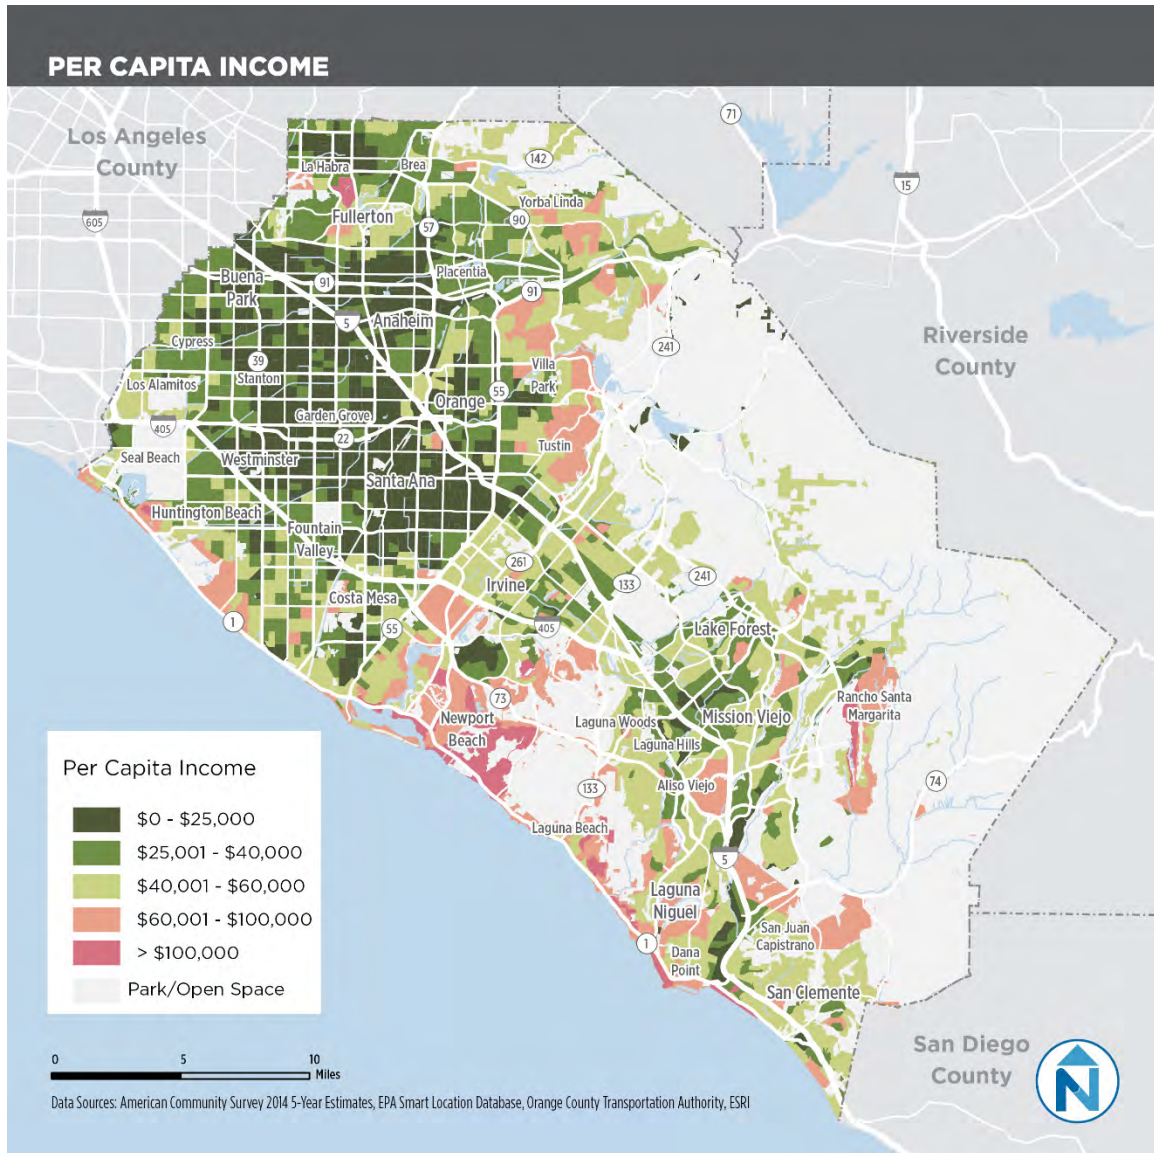 PER CAPITA INCOME
Los Angeles
County
71
142
15
La Habra
Brea
605
Yorba Linda
Fullerton
90
57
Placentia
Buena
Park
91
91
5
Anaheim
241
Riverside
County
Cypress
39
Stanton
Villa
Park
Los Alamitos
55
Orange
Garden Grove
405
22
Tustin
Seal Beach
Westminster
Santa Ana
Huntington Beach
Fountain
Valley
261
Irvine
133
241
Costa Mesa
1
55
405
Lake Forest
Rancho Santa
Margarita
73
Newport
Beach
Laguna Woods
Mission Viejo
Laguna Hills
133
Aliso Viejo
74
Laguna Beach
5
Laguna
Niguel
San Juan
Capistrano
1
Dana
Point
San Clemente
San Diego
County
Per Capita Income
$0 - $25,000
$25,001 - $40,000
$40,001 - $60,000
$60,001 - $100,000
> $100,000
Park/Open Space
0 5 10
Miles
N
Data Sources: American Community Survey 2014 5-Year Estimates, EPA Smart Location Database, Orange County Transportation Authority, ESRI